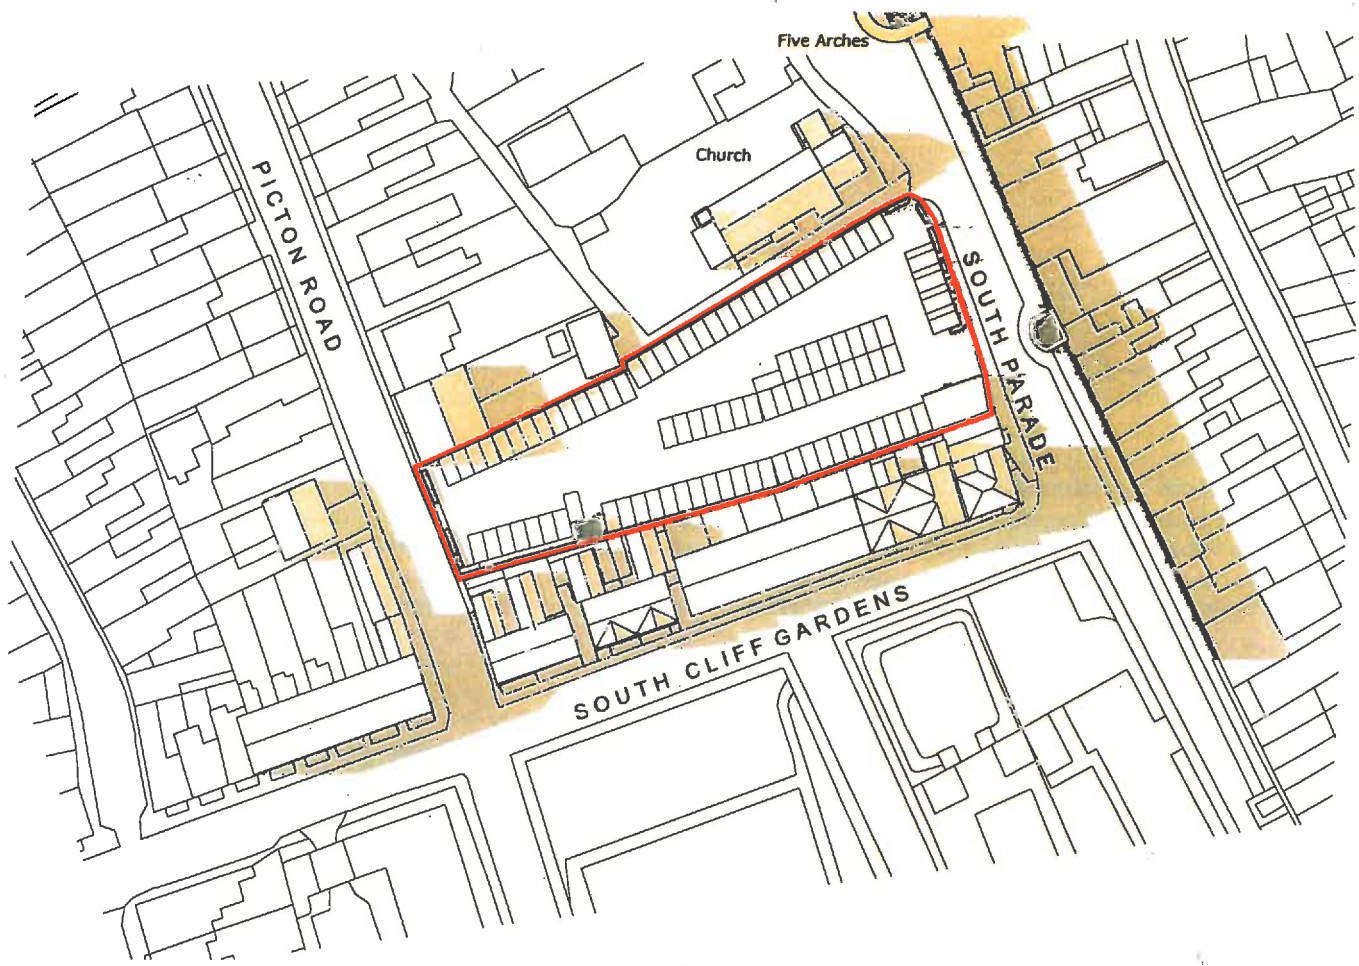 Five Arches
Church
PICTON ROAD
SOUTH PARADE
SOUTH CLIFF GARDENS